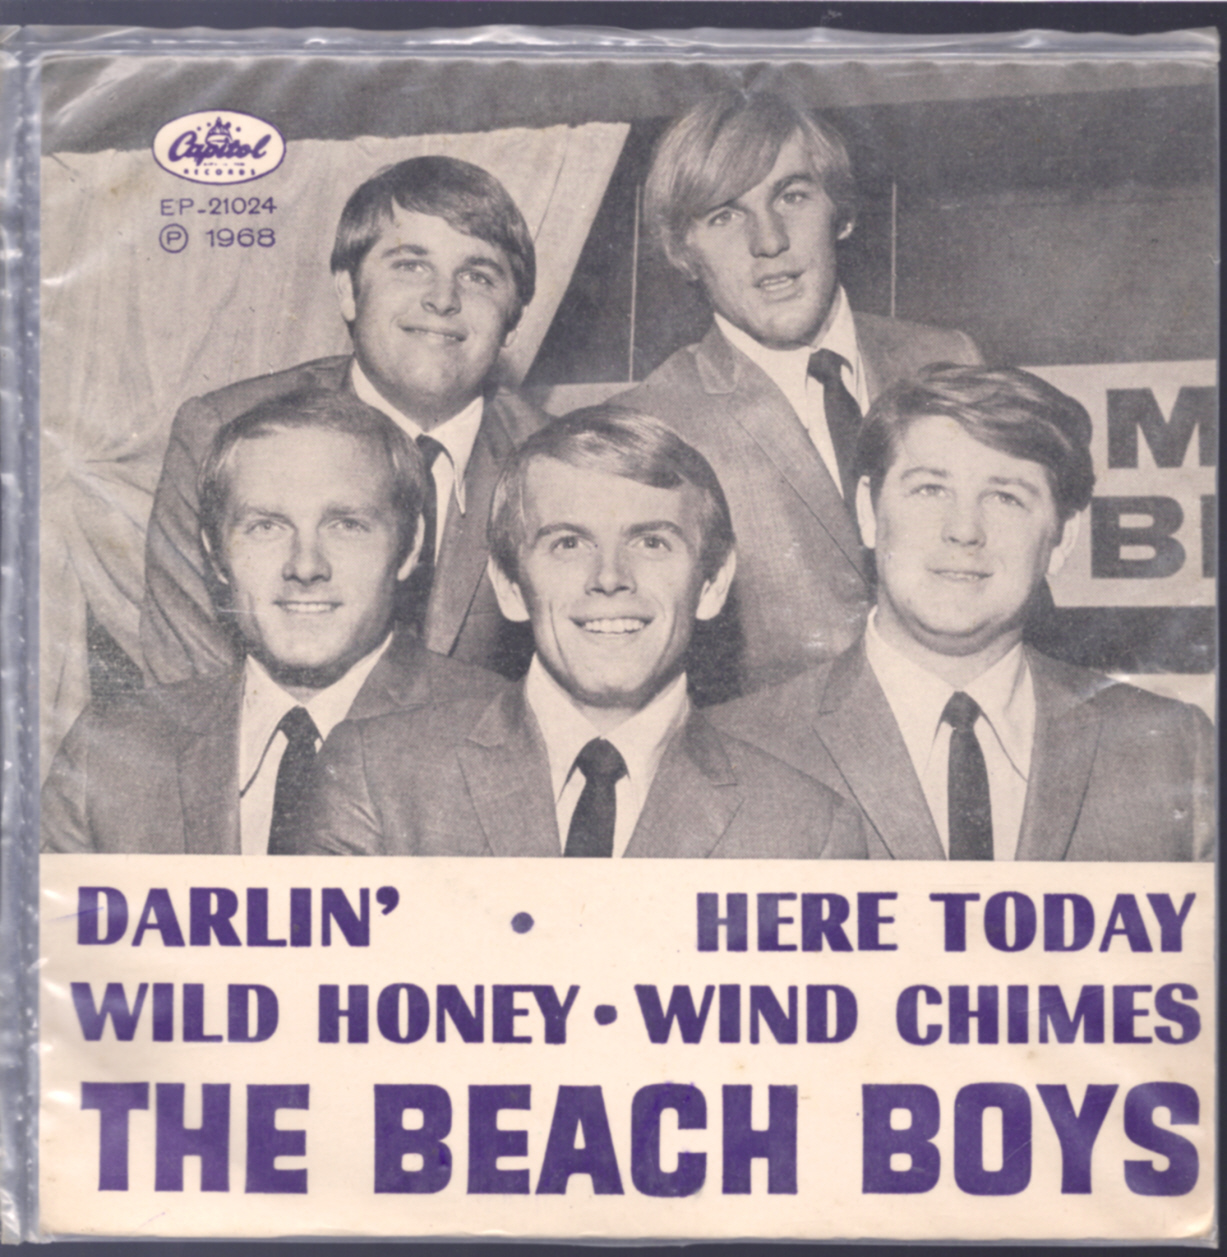 Capitol
RECORDS
EP-21024
Ⓟ 1968
M
B
DARLIN’ • HERE TODAY
WILD HONEY • WIND CHIMES
THE BEACH BOYS